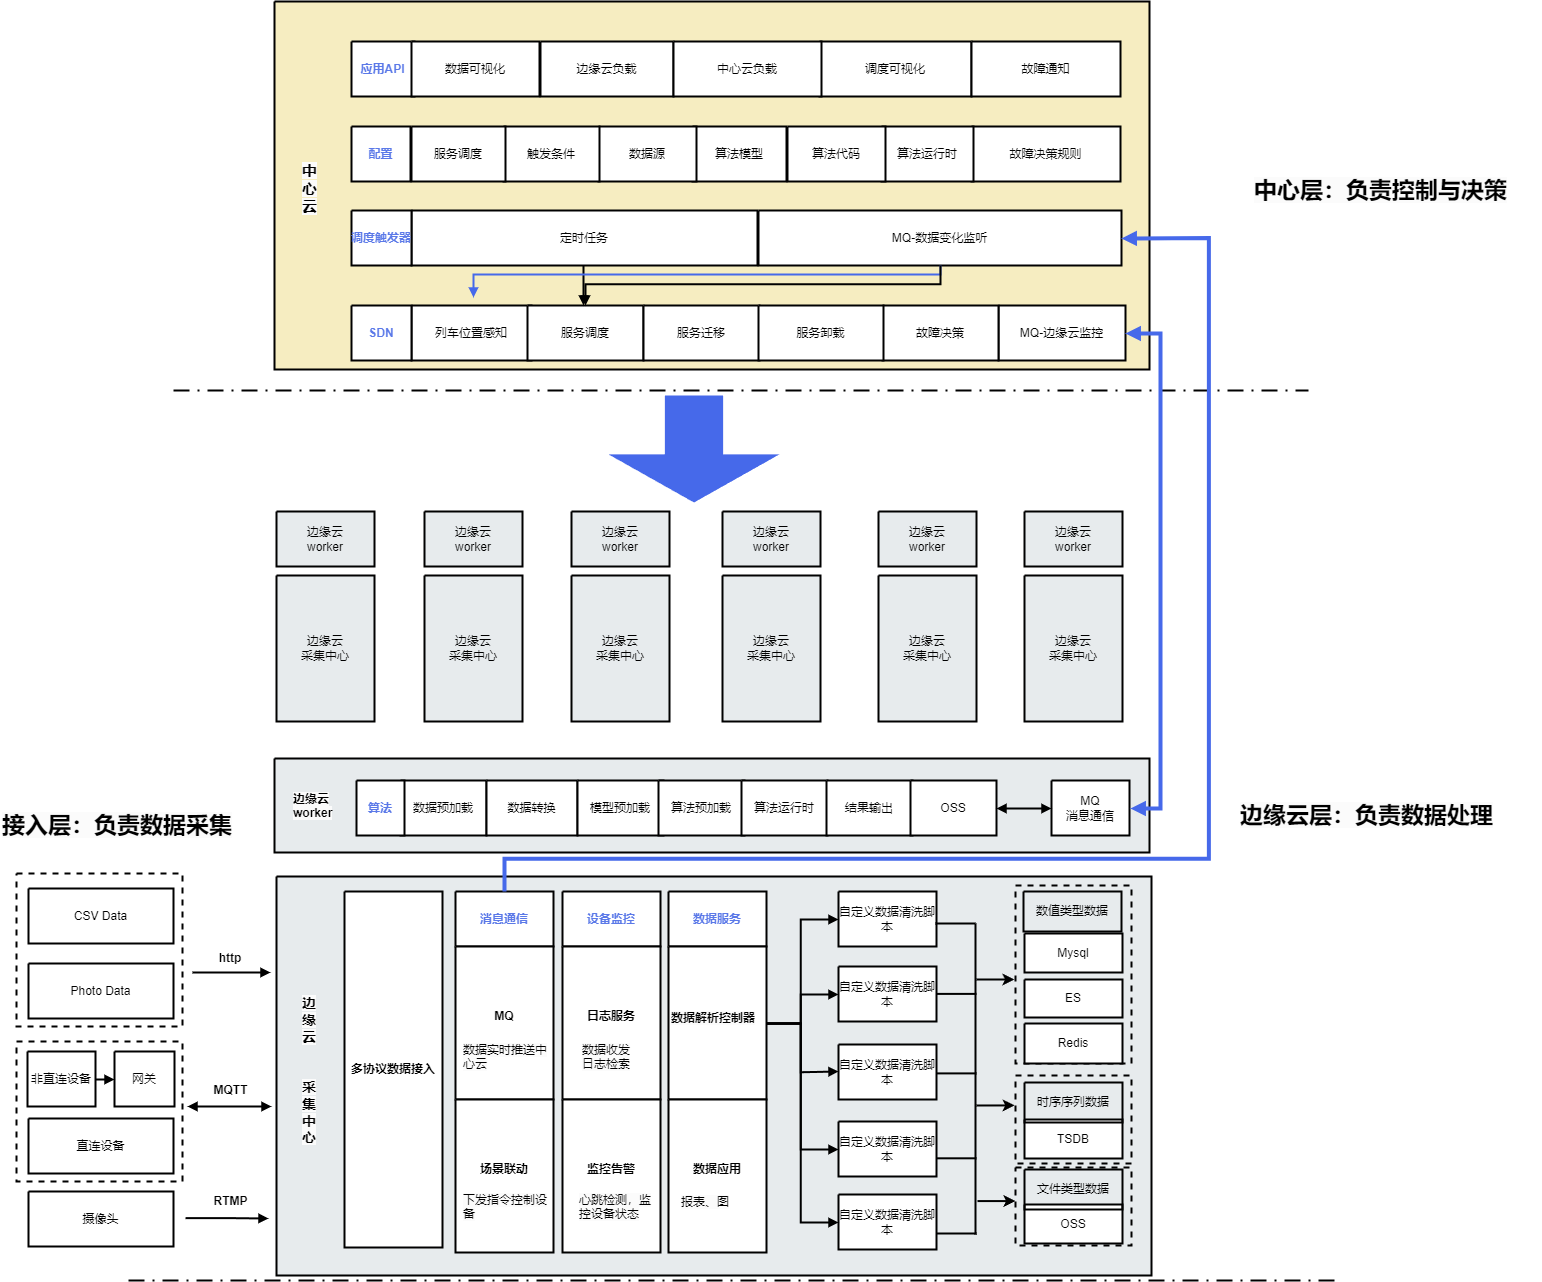 应用API
数据可视化
边缘云负载
中心云负载
调度可视化
故障通知
配置
服务调度
触发条件
数据源
算法模型
算法代码
算法运行时
故障决策规则
中
心
云
中心层：负责控制与决策
调度触发器
定时任务
MQ-数据变化监听
SDN
列车位置感知
服务调度
服务迁移
服务卸载
故障决策
MQ-边缘云监控
边缘云
worker
边缘云
worker
边缘云
worker
边缘云
worker
边缘云
worker
边缘云
worker
边缘云
采集中心
边缘云
采集中心
边缘云
采集中心
边缘云
采集中心
边缘云
采集中心
边缘云
采集中心
边缘云
worker
算法
数据预加载
数据转换
模型预加载
算法预加载
算法运行时
结果输出
OSS
MQ
消息通信
边缘云层：负责数据处理
接入层：负责数据采集
CSV Data
Photo Data
http
非直连设备
网关
直连设备
MQTT
摄像头
RTMP
边
缘
云
采
集
中
心
多协议数据接入
消息通信
MQ
数据实时推送中
心云
场景联动
下发指令控制设
备
设备监控
日志服务
数据收发
日志检索
监控告警
心跳检测，监
控设备状态
数据服务
数据解析控制器
数据应用
报表、图
自定义数据清洗脚
本
自定义数据清洗脚
本
自定义数据清洗脚
本
自定义数据清洗脚
本
自定义数据清洗脚
本
数值类型数据
Mysql
ES
Redis
时序序列数据
TSDB
文件类型数据
OSS